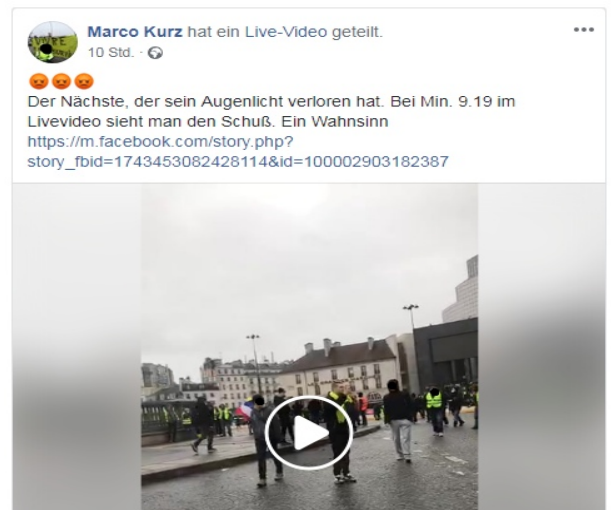 Marco Kurz hat ein Live-Video geteilt.
10 Std. ·
Der Nächste, der sein Augenlicht verloren hat. Bei Min. 9.19 im
Livevideo sieht man den Schuß. Ein Wahnsinn
https://m.facebook.com/story.php?
story_fbid=1743453082428114&id=100002903182387